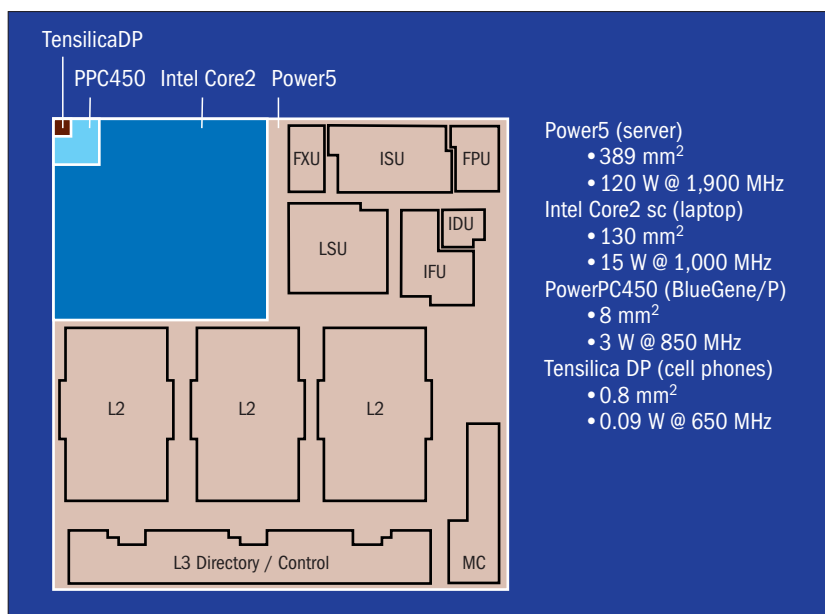 TensilicaDP
PPC450 Intel Core2 Power5
FXU ISU FPU
LSU IDU
IFU
L2 L2 L2
L3 Directory / Control MC
Power5 (server)
• 389 mm²
• 120 W @ 1,900 MHz
Intel Core2 sc (laptop)
• 130 mm²
• 15 W @ 1,000 MHz
PowerPC450 (BlueGene/P)
• 8 mm²
• 3 W @ 850 MHz
Tensilica DP (cell phones)
• 0.8 mm²
• 0.09 W @ 650 MHz